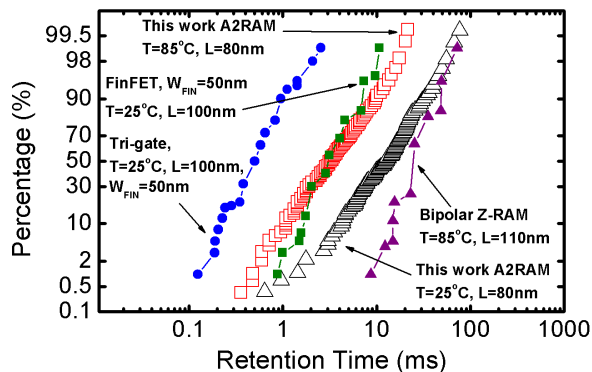 This work A2RAM
T=85°C, L=80nm
FinFET, WFIN=50nm
T=25°C, L=100nm
Tri-gate,
T=25°C, L=100nm,
WFIN=50nm
Bipolar Z-RAM
T=85°C, L=110nm
This work A2RAM
T=25°C, L=80nm
Percentage (%)
99.5
98
90
70
50
30
10
2
0.5
0.1
0.1 1 10 100 1000
Retention Time (ms)